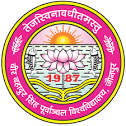 तेजस्विनावधीतमस्तु
1987
वीर बहादुर सिंह पूर्वांचल विश्वविद्यालय, जौनपुर